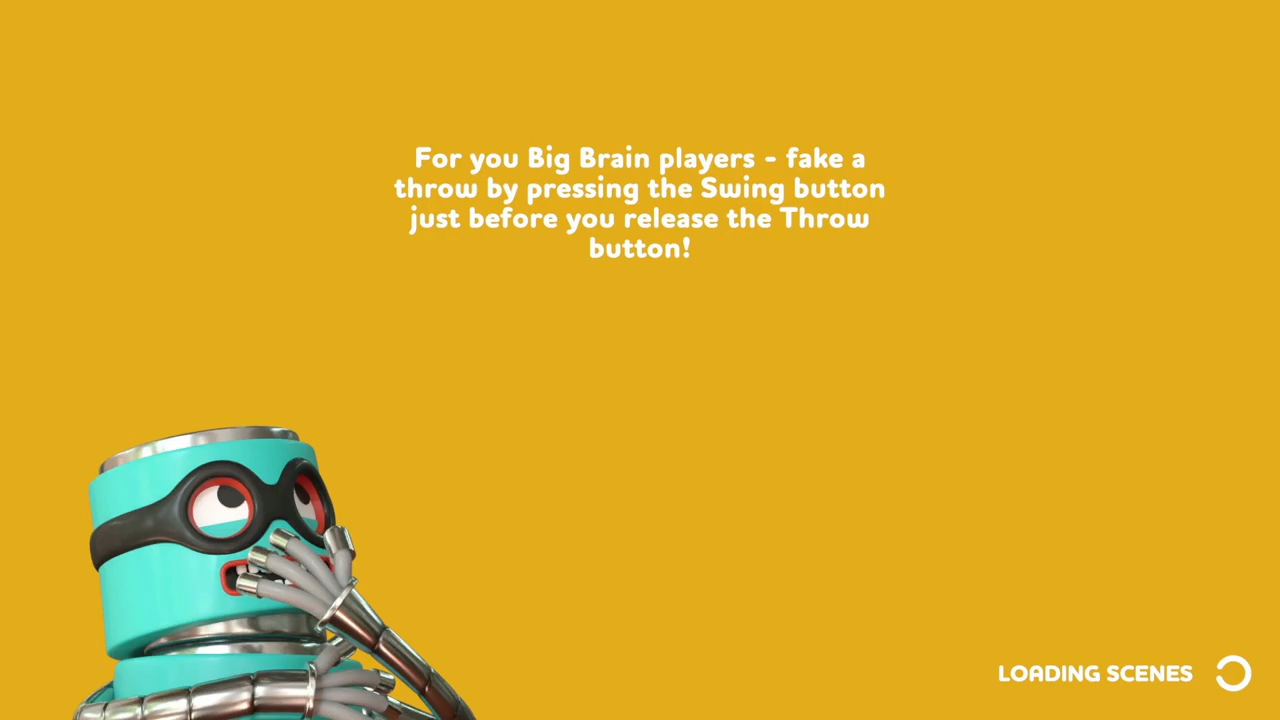 For you Big Brain players - fake a
throw by pressing the Swing button
just before you release the Throw
button!
LOADING SCENES